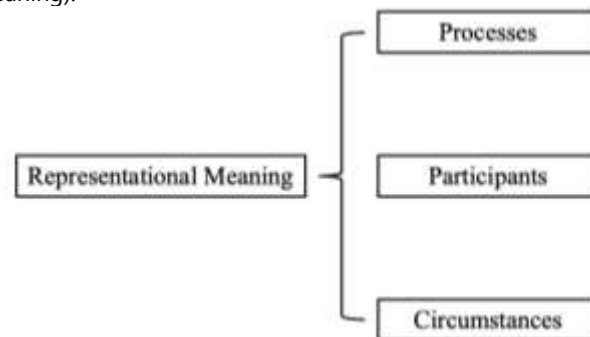 Processes
Representational Meaning
Participants
Circumstances